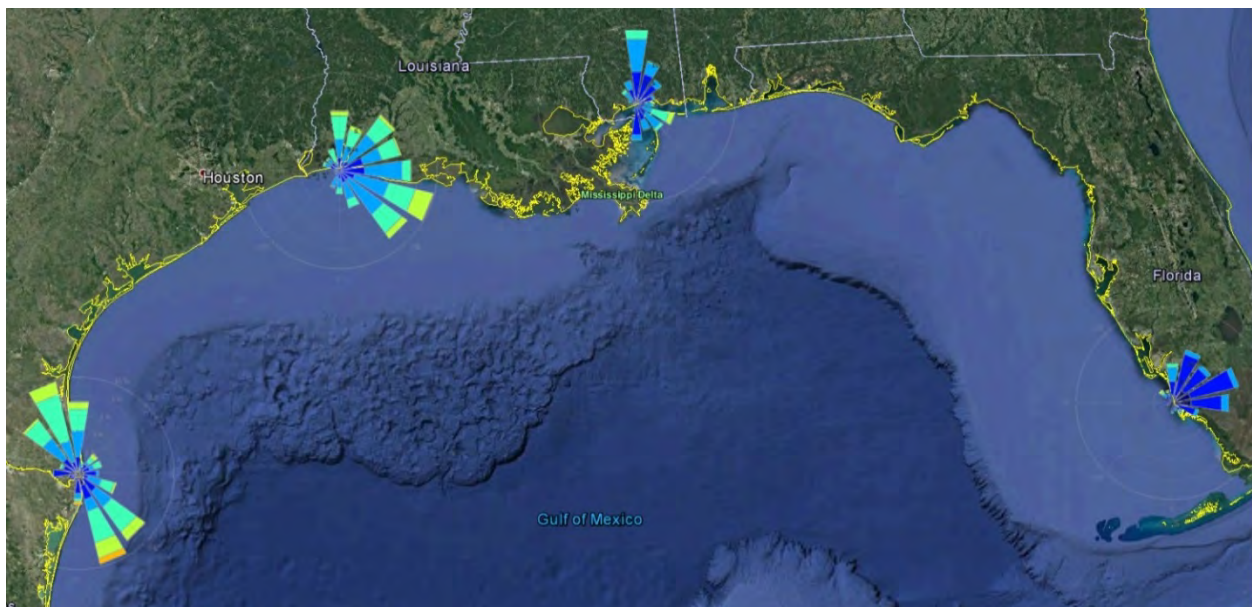 Louisiana
Houston
Mississippi Delta
Florida
Gulf of Mexico